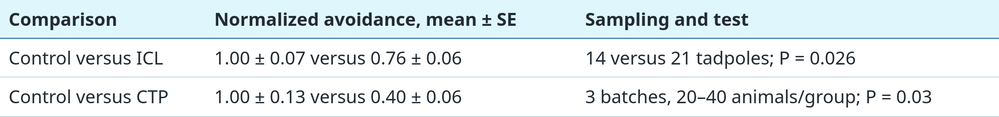 Comparison Normalized avoidance, mean ± SE Sampling and test
Control versus ICL 1.00 ± 0.07 versus 0.76 ± 0.06 14 versus 21 tadpoles; P = 0.026
Control versus CTP 1.00 ± 0.13 versus 0.40 ± 0.06 3 batches, 20–40 animals/group; P = 0.03